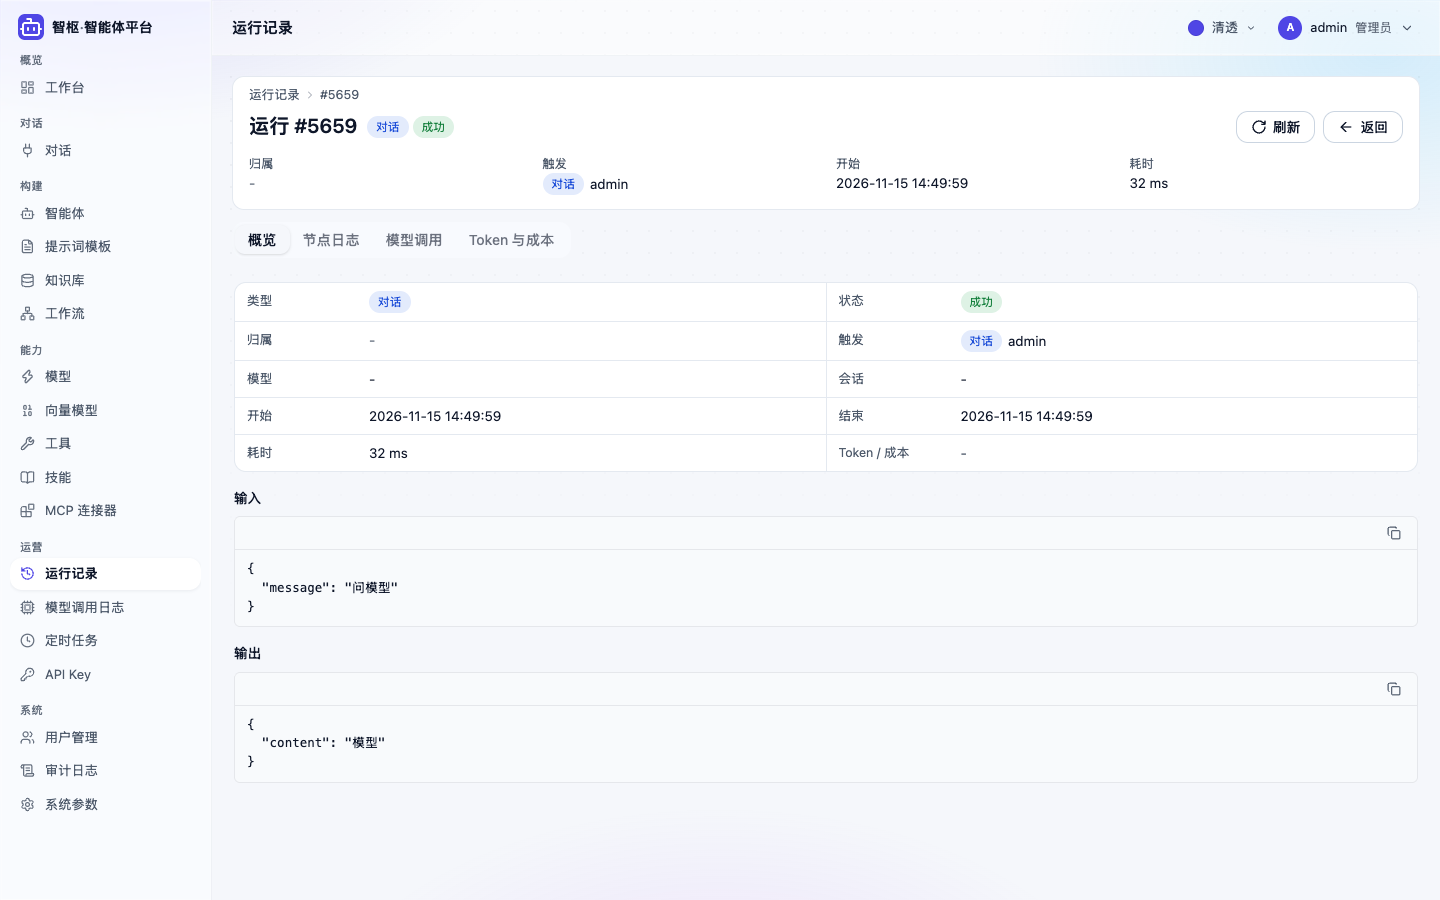 智枢·智能体平台
概览
工作台
对话
对话
构建
智能体
提示词模板
知识库
工作流
能力
模型
向量模型
工具
技能
MCP 连接器
运营
运行记录
模型调用日志
定时任务
API Key
系统
用户管理
审计日志
系统参数
运行记录
清透
A admin 管理员
运行记录 > #5659
运行 #5659 对话 成功
刷新 返回
归属 触发 开始 耗时
- 对话 admin 2026-11-15 14:49:59 32 ms
概览 节点日志 模型调用 Token 与成本
类型 对话 状态 成功
归属 - 触发 对话 admin
模型 - 会话 -
开始 2026-11-15 14:49:59 结束 2026-11-15 14:49:59
耗时 32 ms Token / 成本 -
输入
{
"message": "问模型"
}
输出
{
"content": "模型"
}